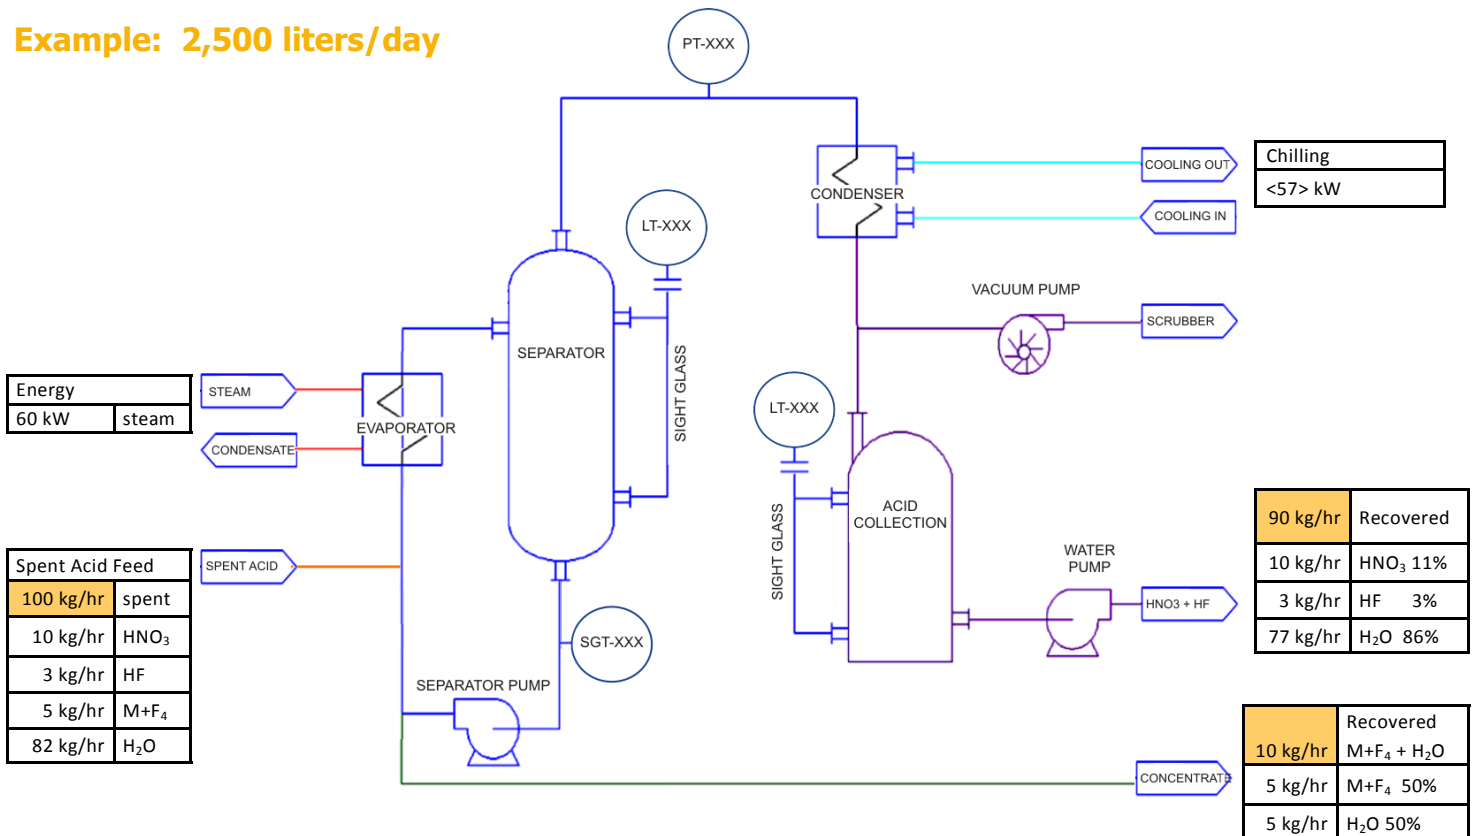 Example: 2,500 liters/day
PT-XXX
COOLING OUT
Chilling
<57> kW
CONDENSER
COOLING IN
LT-XXX
VACUUM PUMP
SCRUBBER
SEPARATOR
SIGHT GLASS
Energy
60 kW steam
STEAM
EVAPORATOR
CONDENSATE
LT-XXX
SIGHT GLASS
ACID
COLLECTION
WATER
PUMP
HNO3 + HF
90 kg/hr Recovered
10 kg/hr HNO₃ 11%
3 kg/hr HF 3%
77 kg/hr H₂O 86%
Spent Acid Feed
100 kg/hr spent
10 kg/hr HNO₃
3 kg/hr HF
5 kg/hr M+F₄
82 kg/hr H₂O
SPENT ACID
SGT-XXX
SEPARATOR PUMP
CONCENTRATE
Recovered
10 kg/hr M+F₄ + H₂O
5 kg/hr M+F₄ 50%
5 kg/hr H₂O 50%